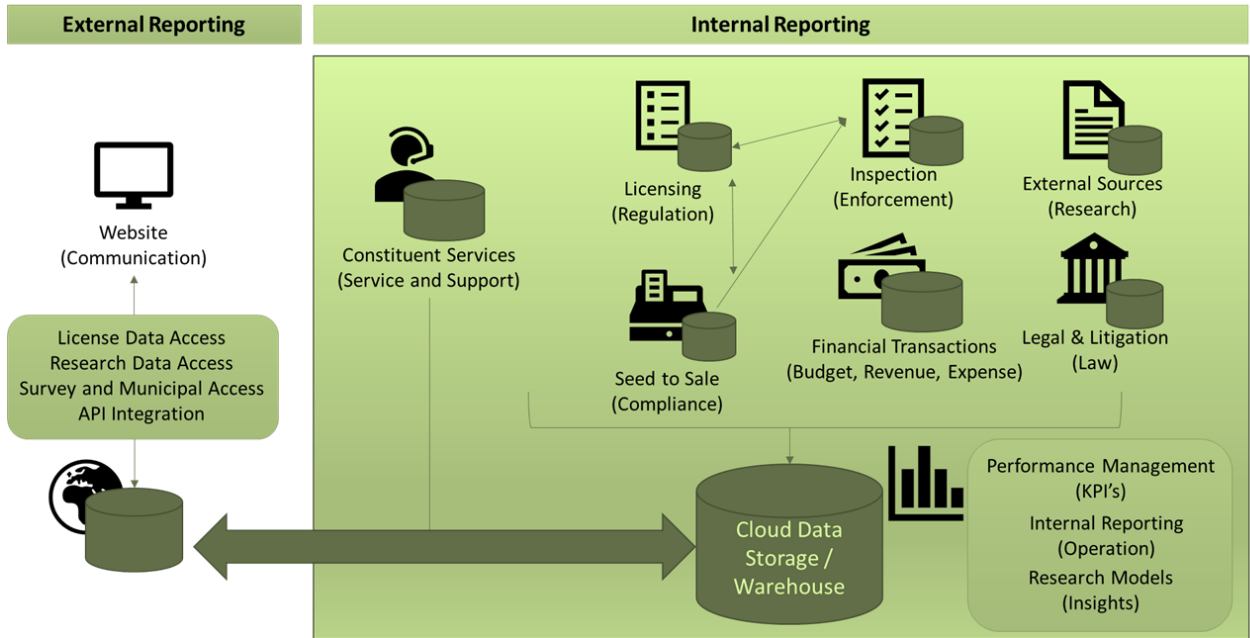 External Reporting
Internal Reporting
Website
(Communication)
License Data Access
Research Data Access
Survey and Municipal Access
API Integration
Constituent Services
(Service and Support)
Licensing
(Regulation)
Inspection
(Enforcement)
External Sources
(Research)
Seed to Sale
(Compliance)
Financial Transactions
(Budget, Revenue, Expense)
Legal & Litigation
(Law)
Cloud Data
Storage /
Warehouse
Performance Management
(KPI's)
Internal Reporting
(Operation)
Research Models
(Insights)